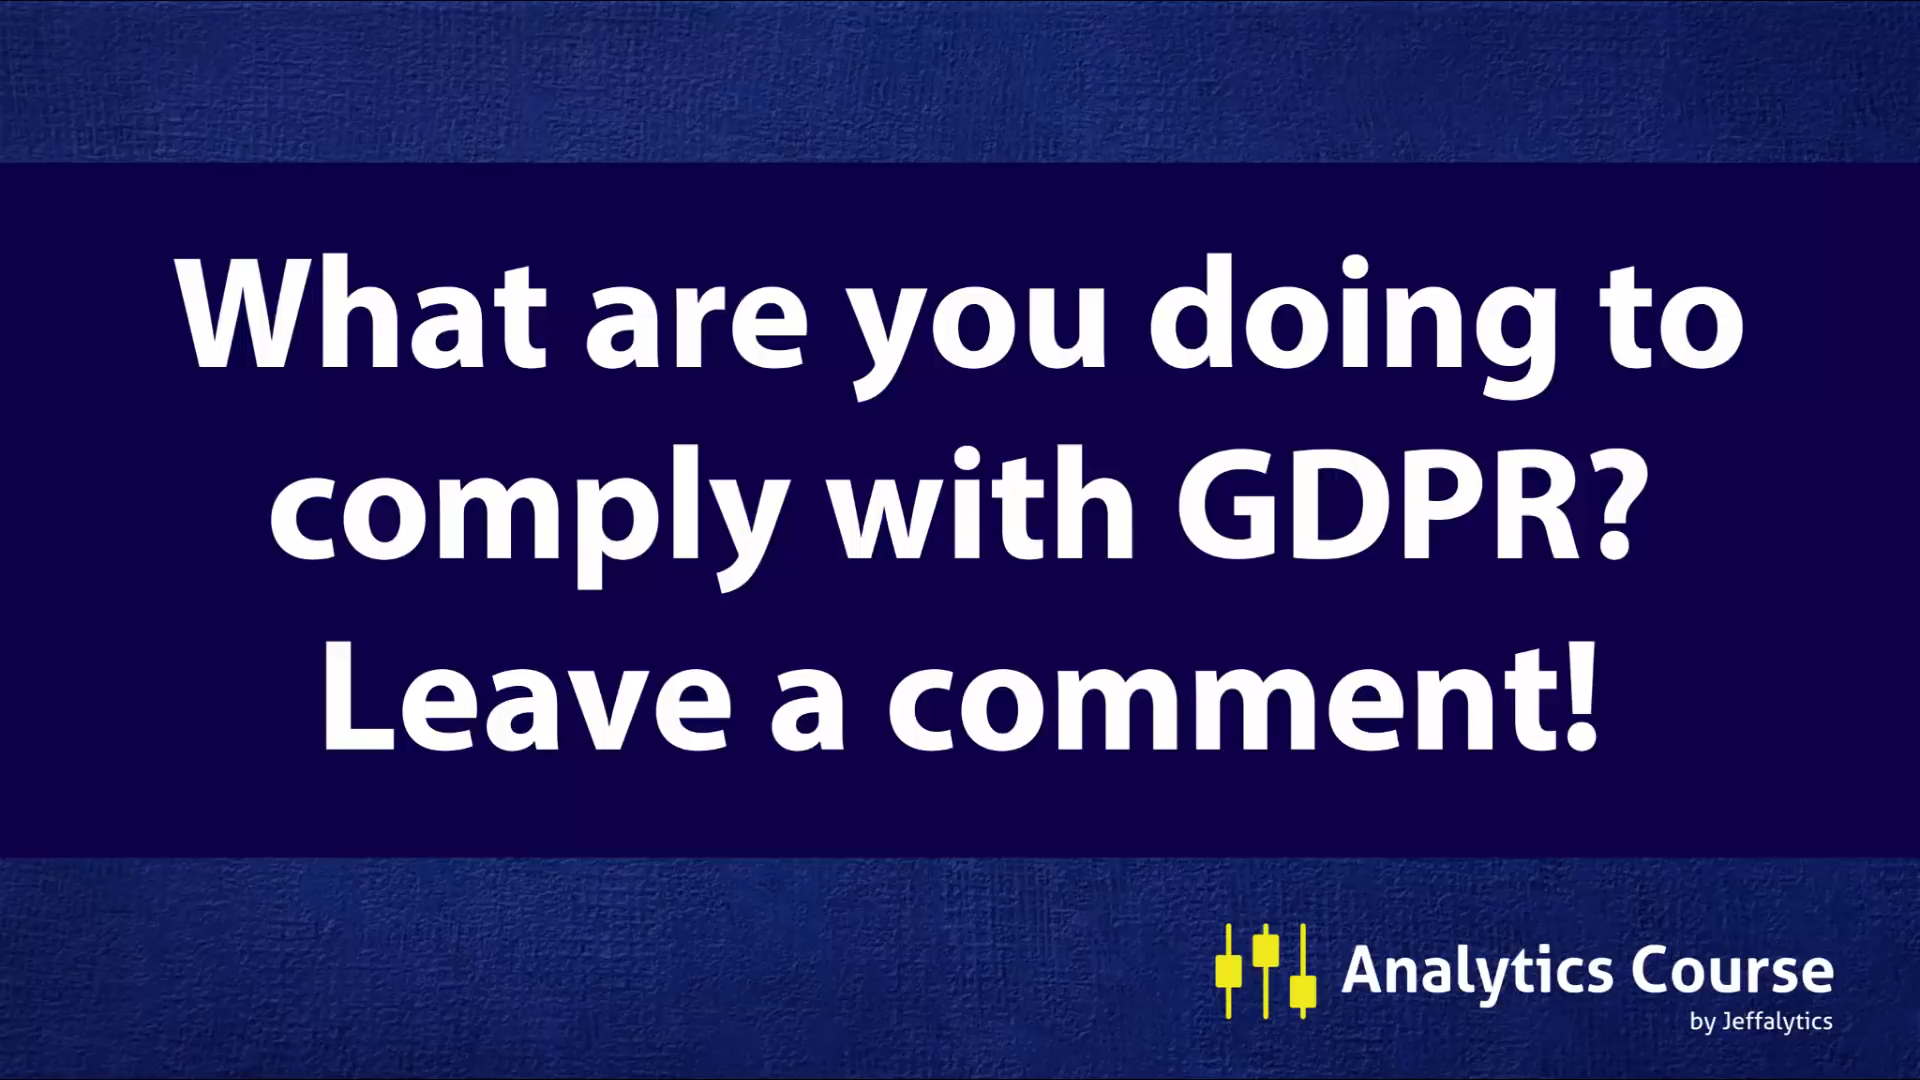 What are you doing to
comply with GDPR?
Leave a comment!
Analytics Course
by Jeffalytics